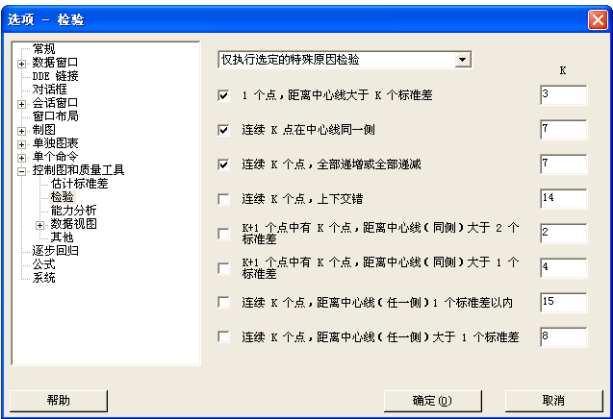 选项 - 检验
常规
数据窗口
DDE 链接
对话框
会话窗口
窗口布局
制图
单独图表
单个命令
控制图和质量工具
估计标准差
检验
能力分析
数据视图
其他
逐步回归
公式
系统
仅执行选定的特殊原因检验
K
1 个点，距离中心线大于 K 个标准差
3
连续 K 点在中心线同一侧
7
连续 K 个点，全部递增或全部递减
7
连续 K 个点，上下交错
14
K+1 个点中有 K 个点，距离中心线（同侧）大于 2 个
标准差
2
K+1 个点中有 K 个点，距离中心线（同侧）大于 1 个
标准差
4
连续 K 个点，距离中心线（任一侧）1 个标准差以内
15
连续 K 个点，距离中心线（任一侧）大于 1 个标准差
8
帮助
确定(O)
取消